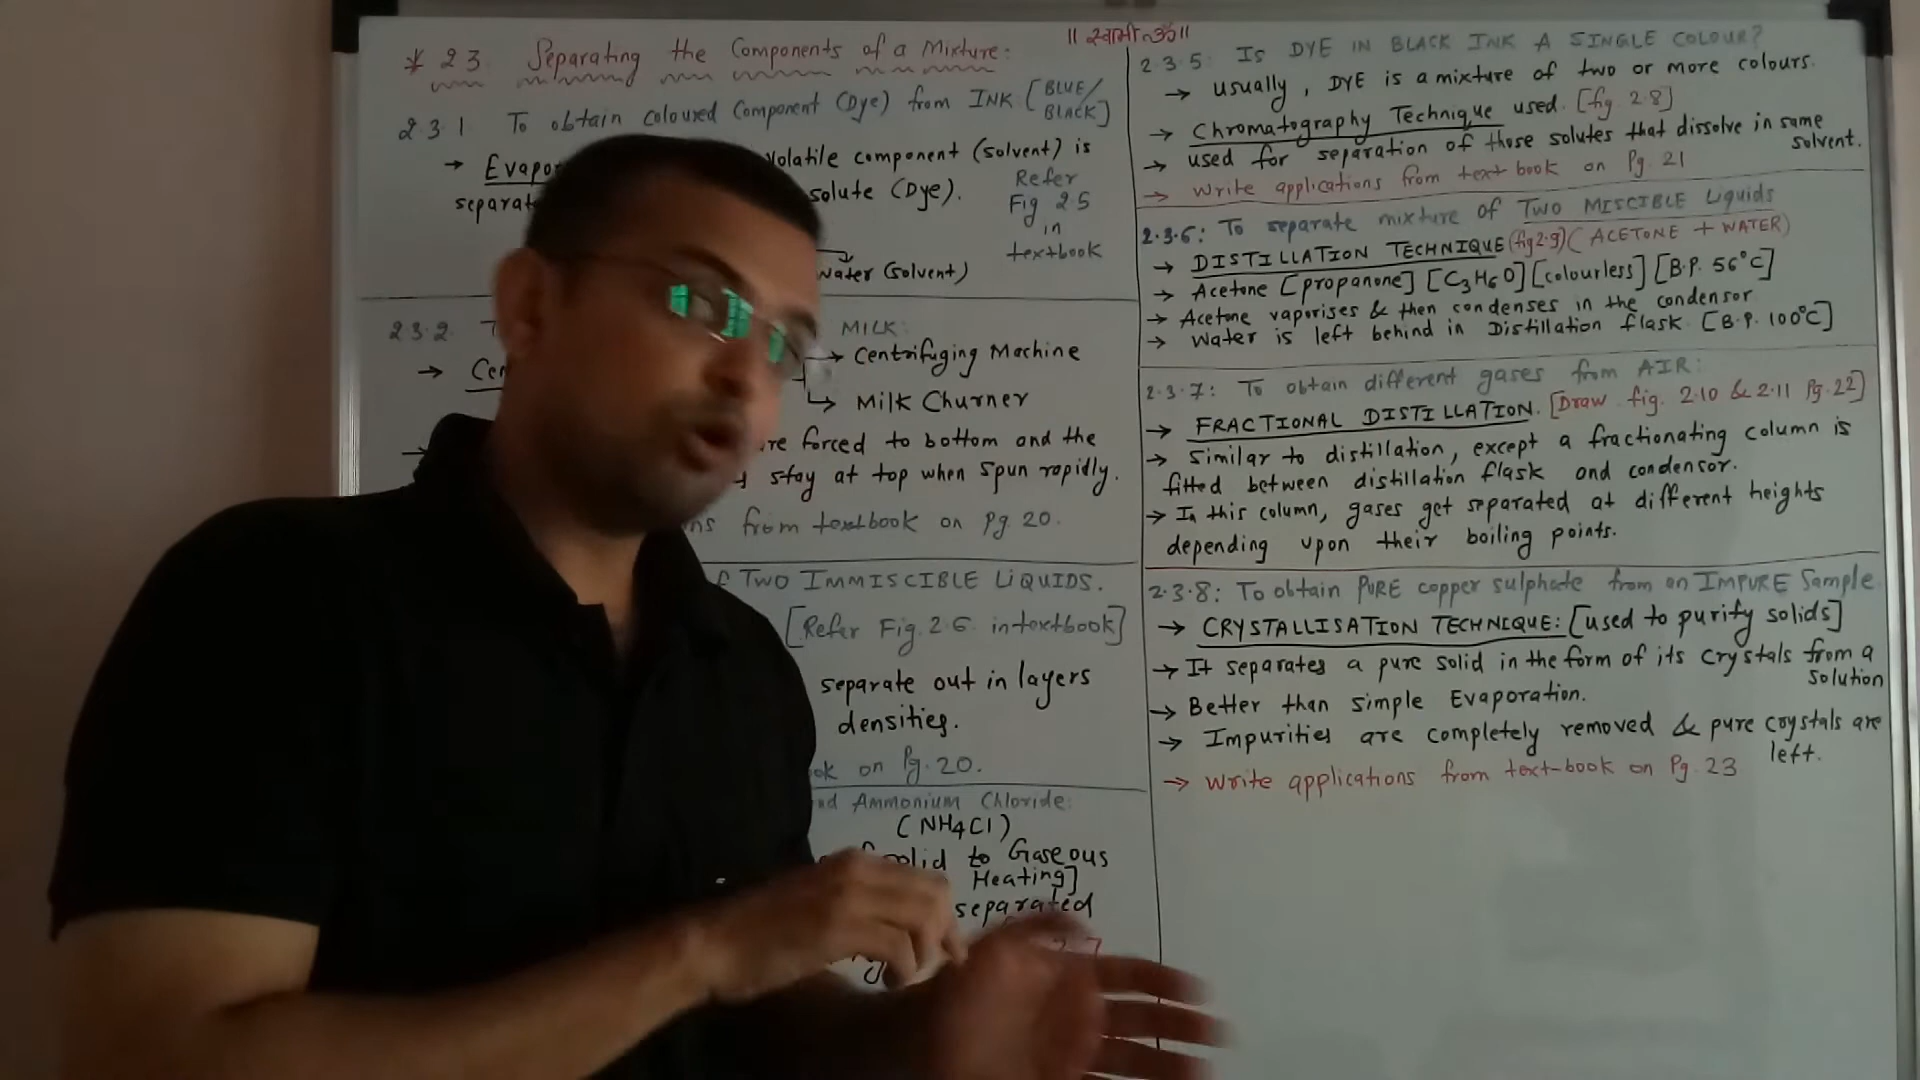 || स्वामी ॐ ||
* 2 3 Separating the Components of a Mixture:
2 3 1 To obtain coloured Component (Dye) from INK [BLUE/
BLACK]
→ Evapo
Volatile component (solvent) is
separat
solute (Dye).
Refer
Fig 2.5
in
textbook
Water (solvent)
2 3 2 T
MILK:
→ Cen
→ Centrifuging Machine
→ Milk Churner
→
re forced to bottom and the
stay at top when spun rapidly.
ns from textbook on Pg 20.
TWO IMMISCIBLE LiQUIDS.
[Refer Fig. 2.6. in textbook]
separate out in layers
densities.
ok on Pg. 20.
nd Ammonium Chloride:
(NH4Cl)
solid to Gaseous
Heating]
separated
2.7
2 3 5: Is DYE IN BLACK INK A SINGLE COLOUR?
→ usually, DYE is a mixture of two or more colours.
→ Chromatography Technique used. [fig 2.8]
→ used for separation of those solutes that dissolve in same
solvent.
→ Write applications from text book on Pg. 21
2.3.6: To separate mixture of Two MISCIBLE Liquids
→ DISTILLATION TECHNIQUE (fig 2.9) (ACETONE + WATER)
→ Acetone [propanone] [C3H6O] [colourless] [B.P. 56°C]
→ Acetone vaporises & then condenses in the condensor.
→ Water is left behind in Distillation flask. [B.P. 100°C]
2.3.7: To obtain different gases from AIR:
→ FRACTIONAL DISTILLATION. [Draw fig. 2.10 & 2.11 Pg. 22]
→ Similar to distillation, except a fractionating column is
fitted between distillation flask and condensor.
→ In this column, gases get separated at different heights
depending upon their boiling points.
2.3.8: To obtain PURE copper sulphate from an IMPURE Sample
→ CRYSTALLISATION TECHNIQUE: [used to purify solids]
→ It separates a pure solid in the form of its crystals from a
solution
→ Better than simple Evaporation.
→ Impurities are completely removed & pure crystals are
left.
→ Write applications from text-book on Pg. 23